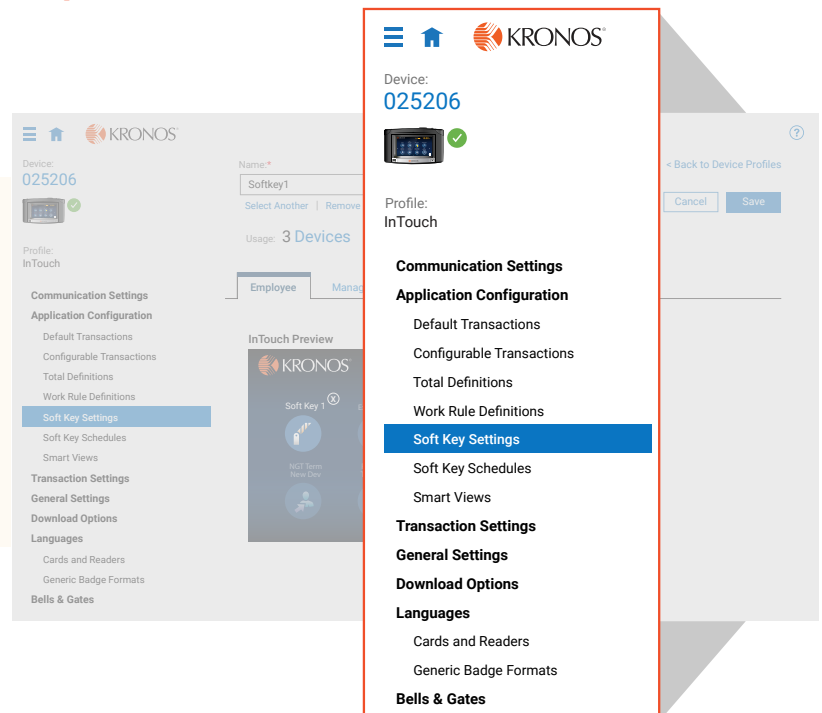 KRONOS
Device:
025206
Profile:
InTouch
Communication Settings
Application Configuration
Default Transactions
Configurable Transactions
Total Definitions
Work Rule Definitions
Soft Key Settings
Soft Key Schedules
Smart Views
Transaction Settings
General Settings
Download Options
Languages
Cards and Readers
Generic Badge Formats
Bells & Gates
KRONOS
?
Device:
025206
Profile:
InTouch
Communication Settings
Application Configuration
Default Transactions
Configurable Transactions
Total Definitions
Work Rule Definitions
Soft Key Settings
Soft Key Schedules
Smart Views
Transaction Settings
General Settings
Download Options
Languages
Cards and Readers
Generic Badge Formats
Bells & Gates
Name:*
Softkey1
Select Another | Remove
Usage: 3 Devices
< Back to Device Profiles
Cancel Save
Employee Manag
InTouch Preview
KRONOS
Soft Key 1 X
NGT Term
New Dev